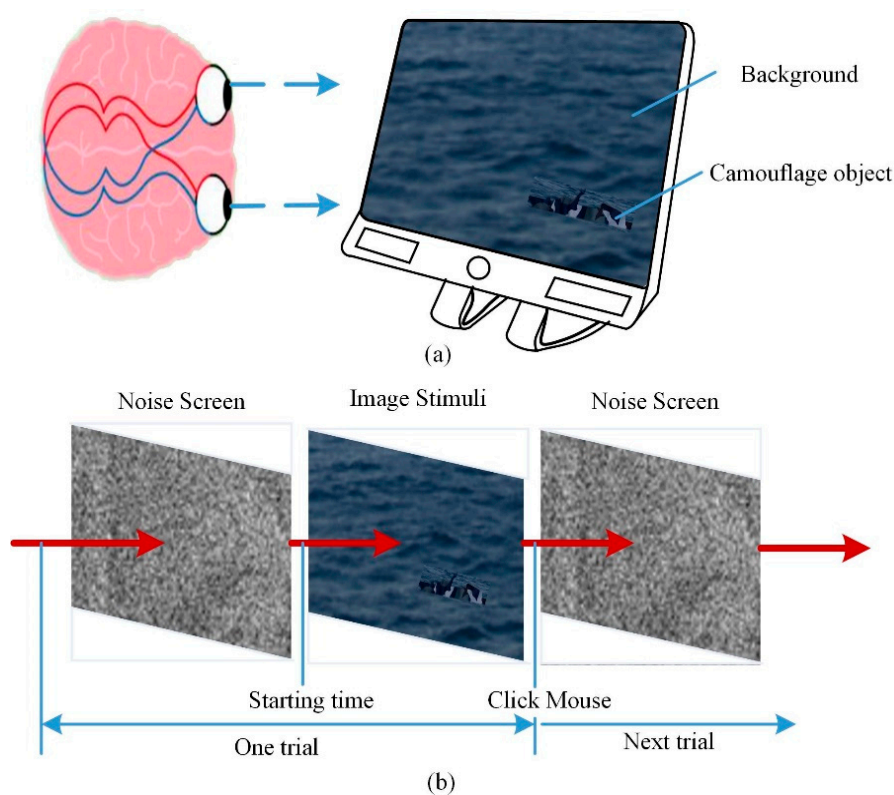 Background
Camouflage object
(a)
Noise Screen
Image Stimuli
Noise Screen
Starting time
Click Mouse
One trial
Next trial
(b)